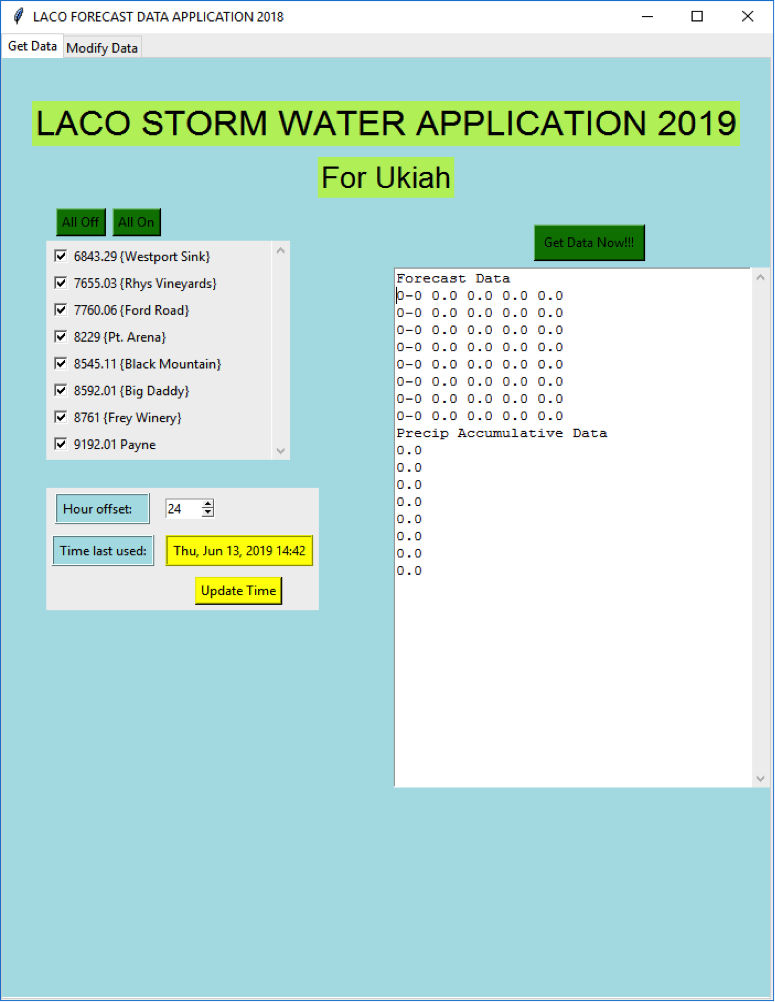 LACO FORECAST DATA APPLICATION 2018
Get Data Modify Data
LACO STORM WATER APPLICATION 2019
For Ukiah
All Off All On
6843.29 {Westport Sink}
7655.03 {Rhys Vineyards}
7760.06 {Ford Road}
8229 {Pt. Arena}
8545.11 {Black Mountain}
8592.01 {Big Daddy}
8761 {Frey Winery}
9192.01 Payne
Hour offset: 24
Time last used: Thu, Jun 13, 2019 14:42
Update Time
Get Data Now!!!
Forecast Data
0-0 0.0 0.0 0.0 0.0
0-0 0.0 0.0 0.0 0.0
0-0 0.0 0.0 0.0 0.0
0-0 0.0 0.0 0.0 0.0
0-0 0.0 0.0 0.0 0.0
0-0 0.0 0.0 0.0 0.0
0-0 0.0 0.0 0.0 0.0
0-0 0.0 0.0 0.0 0.0
Precip Accumulative Data
0.0
0.0
0.0
0.0
0.0
0.0
0.0
0.0